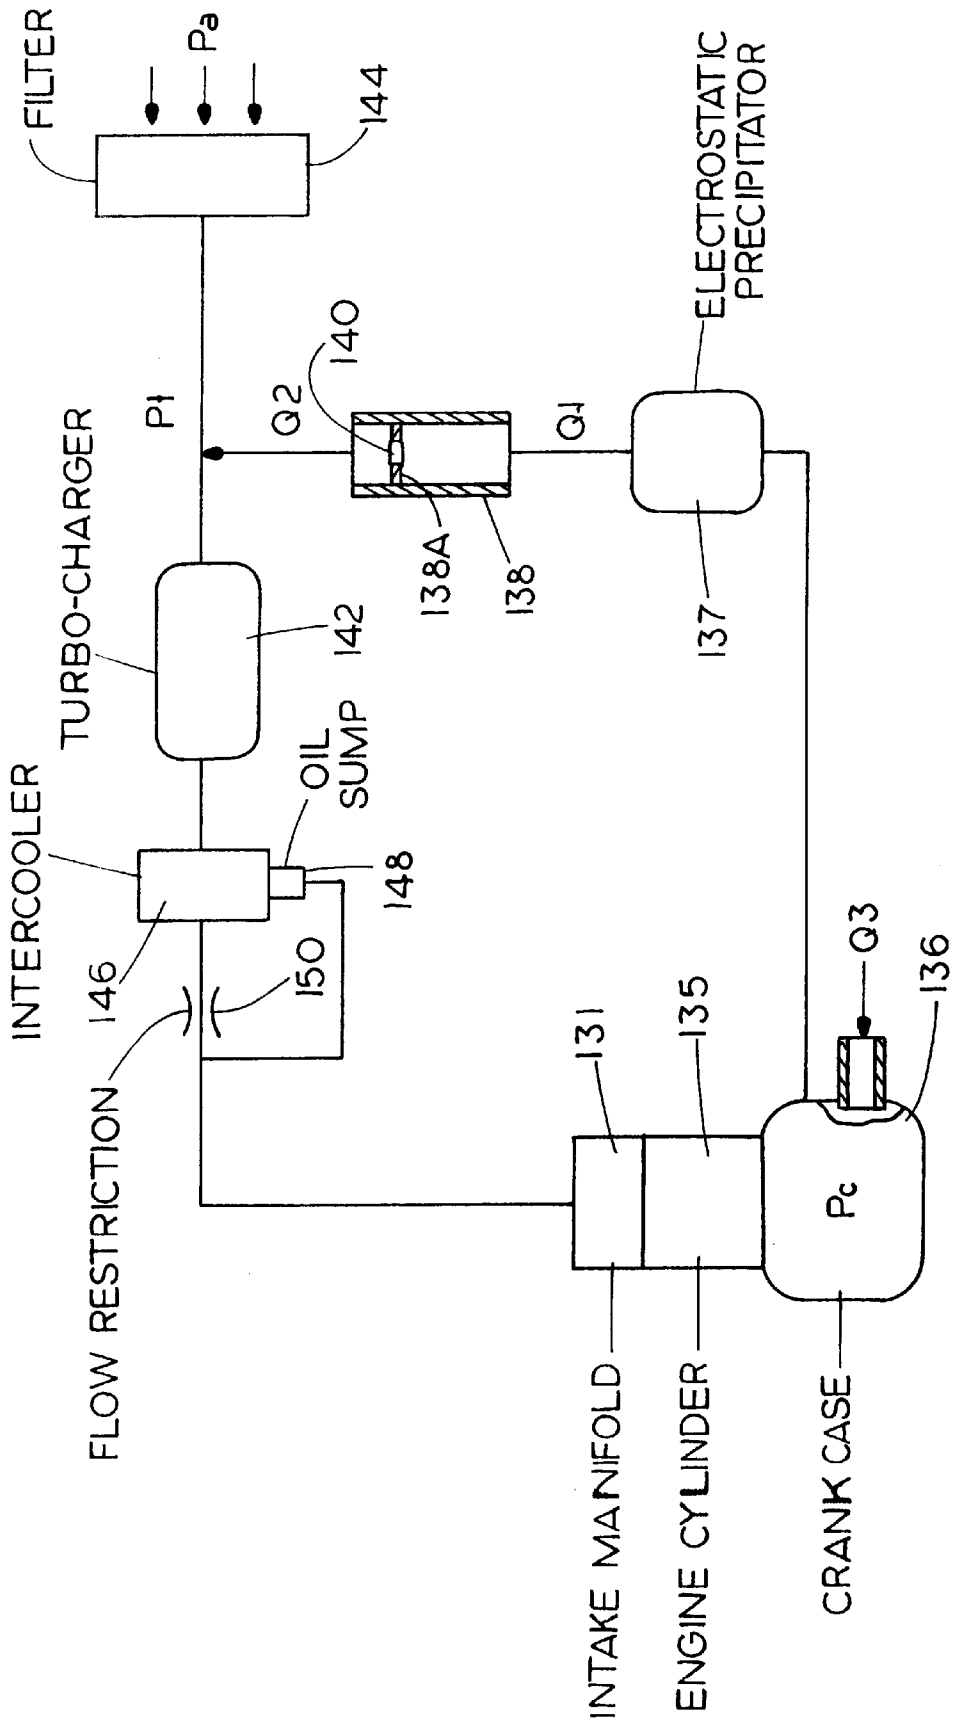 FILTER
Pa
144
TURBO-CHARGER
Pt
Q2
140
142
138A
138
Q1
ELECTROSTATIC
PRECIPITATOR
137
INTERCOOLER
146
OIL
SUMP
148
150
FLOW RESTRICTION
131
135
Q3
136
Pc
INTAKE MANIFOLD
ENGINE CYLINDER
CRANK CASE